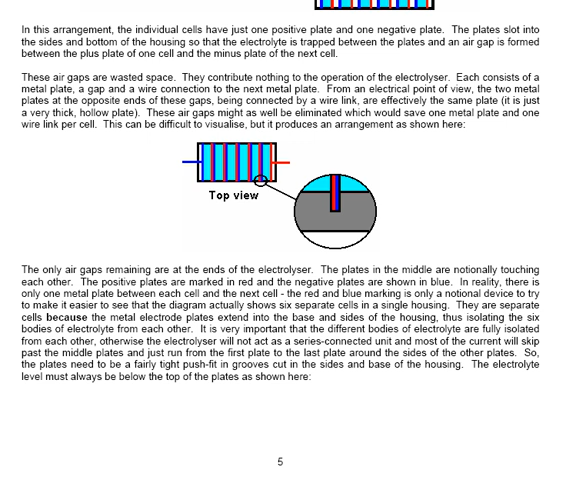 In this arrangement, the individual cells have just one positive plate and one negative plate. The plates slot into
the sides and bottom of the housing so that the electrolyte is trapped between the plates and an air gap is formed
between the plus plate of one cell and the minus plate of the next cell.
These air gaps are wasted space. They contribute nothing to the operation of the electrolyser. Each consists of a
metal plate, a gap and a wire connection to the next metal plate. From an electrical point of view, the two metal
plates at the opposite ends of these gaps, being connected by a wire link, are effectively the same plate (it is just
a very thick, hollow plate). These air gaps might as well be eliminated which would save one metal plate and one
wire link per cell. This can be difficult to visualise, but it produces an arrangement as shown here:
Top view
The only air gaps remaining are at the ends of the electrolyser. The plates in the middle are notionally touching
each other. The positive plates are marked in red and the negative plates are shown in blue. In reality, there is
only one metal plate between each cell and the next cell - the red and blue marking is only a notional device to try
to make it easier to see that the diagram actually shows six separate cells in a single housing. They are separate
cells because the metal electrode plates extend into the base and sides of the housing, thus isolating the six
bodies of electrolyte from each other. It is very important that the different bodies of electrolyte are fully isolated
from each other, otherwise the electrolyser will not act as a series-connected unit and most of the current will skip
past the middle plates and just run from the first plate to the last plate around the sides of the other plates. So,
the plates need to be a fairly tight push-fit in grooves cut in the sides and base of the housing. The electrolyte
level must always be below the top of the plates as shown here:
5